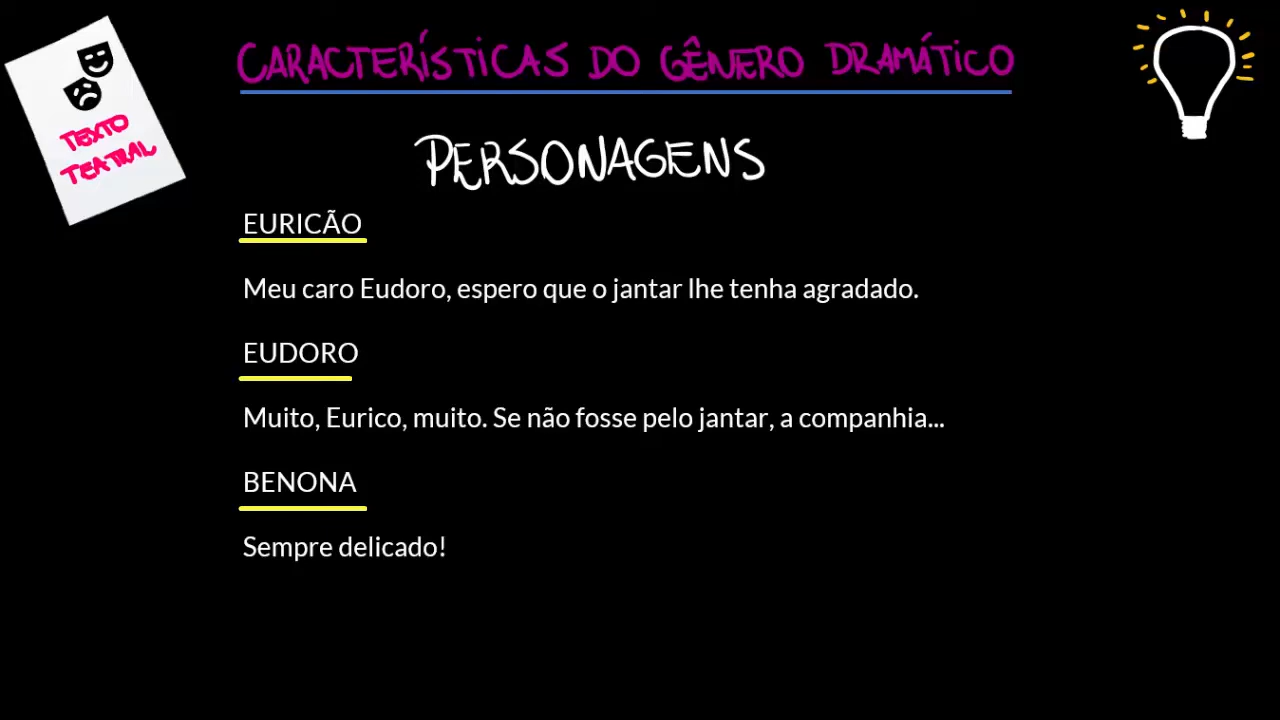 CARACTERÍSTICAS DO GÊNERO DRAMÁTICO
TEXTO
TEATRAL
PERSONAGENS
EURICÃO
Meu caro Eudoro, espero que o jantar lhe tenha agradado.
EUDORO
Muito, Eurico, muito. Se não fosse pelo jantar, a companhia...
BENONA
Sempre delicado!